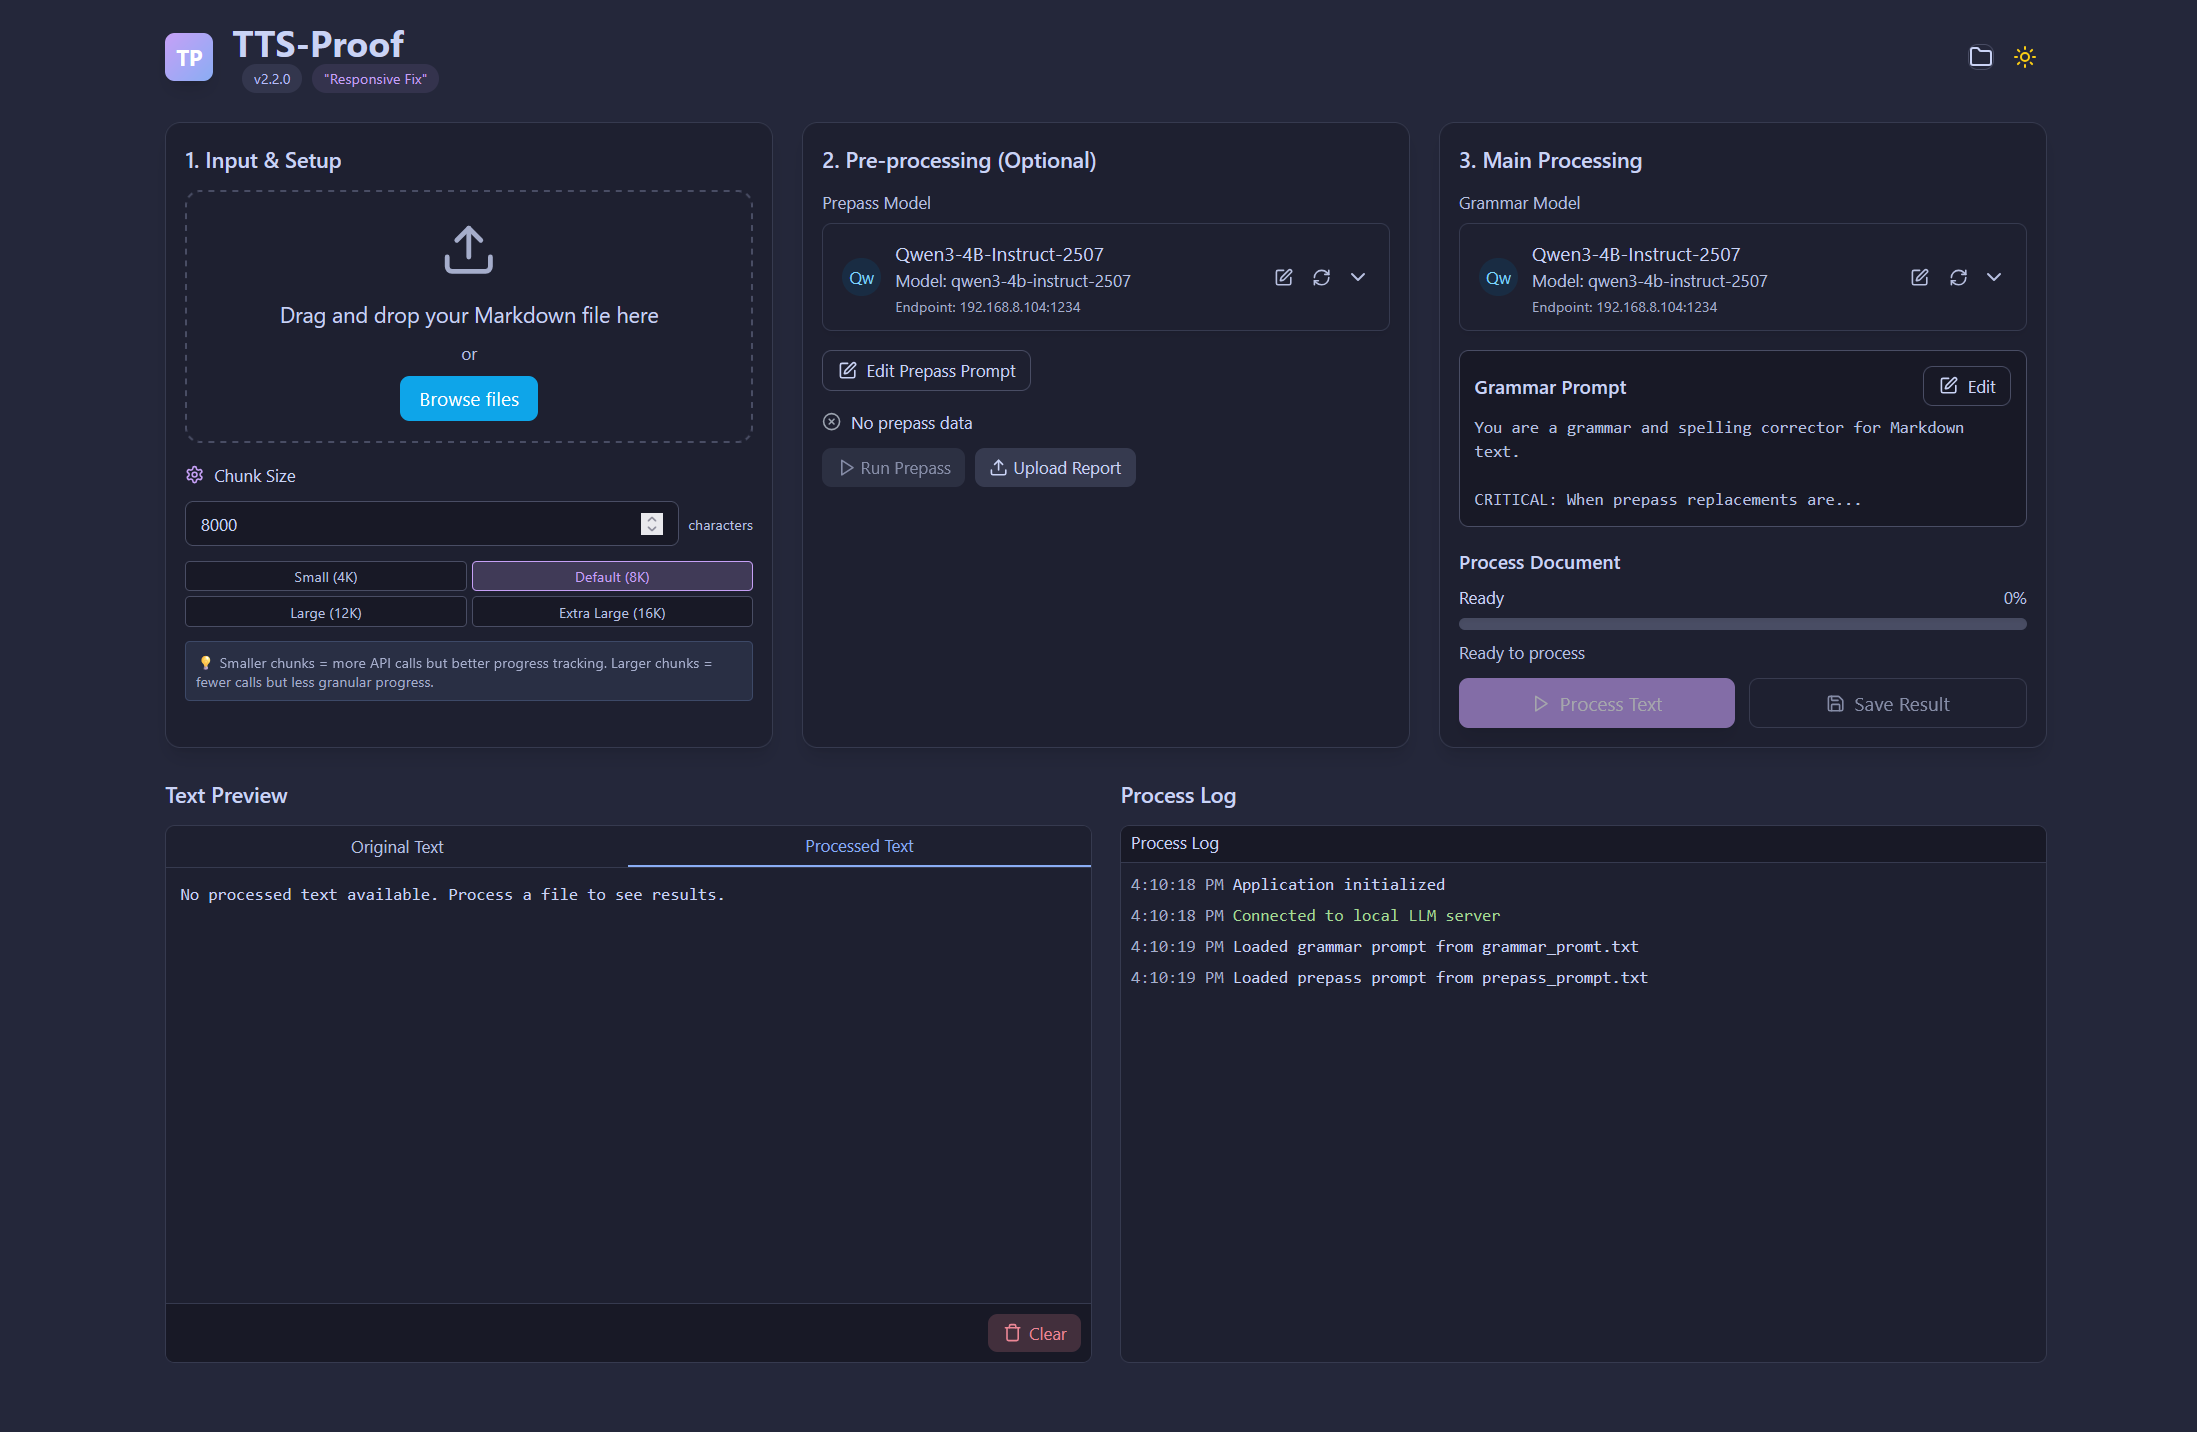 TP
TTS-Proof
v2.2.0
"Responsive Fix"
1. Input & Setup
Drag and drop your Markdown file here
or
Browse files
Chunk Size
8000
characters
Small (4K)
Default (8K)
Large (12K)
Extra Large (16K)
💡 Smaller chunks = more API calls but better progress tracking. Larger chunks =
fewer calls but less granular progress.
2. Pre-processing (Optional)
Prepass Model
Qw
Qwen3-4B-Instruct-2507
Model: qwen3-4b-instruct-2507
Endpoint: 192.168.8.104:1234
Edit Prepass Prompt
No prepass data
Run Prepass
Upload Report
3. Main Processing
Grammar Model
Qw
Qwen3-4B-Instruct-2507
Model: qwen3-4b-instruct-2507
Endpoint: 192.168.8.104:1234
Grammar Prompt
Edit
You are a grammar and spelling corrector for Markdown
text.
CRITICAL: When prepass replacements are...
Process Document
Ready
0%
Ready to process
Process Text
Save Result
Text Preview
Original Text
Processed Text
No processed text available. Process a file to see results.
Clear
Process Log
Process Log
4:10:18 PM Application initialized
4:10:18 PM Connected to local LLM server
4:10:19 PM Loaded grammar prompt from grammar_promt.txt
4:10:19 PM Loaded prepass prompt from prepass_prompt.txt